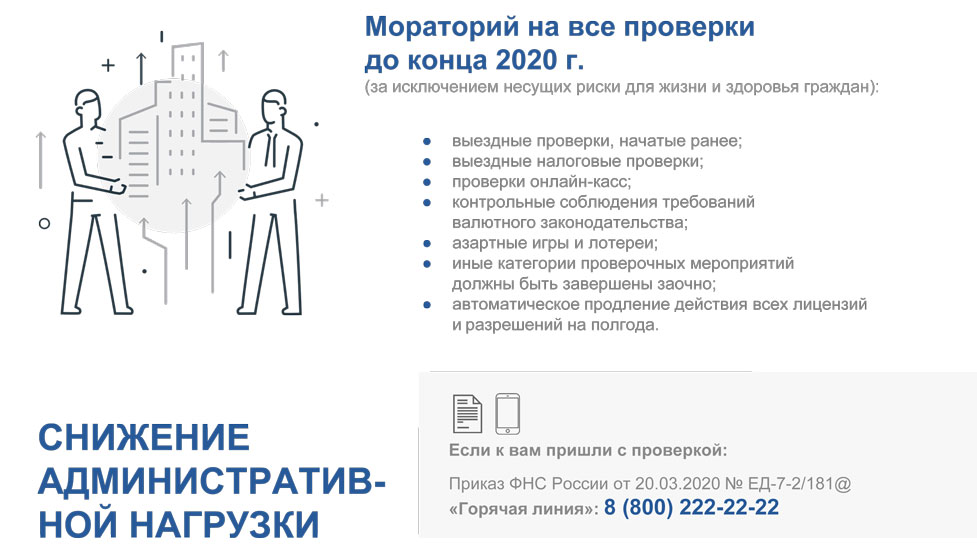 Мораторий на все проверки
до конца 2020 г.
(за исключением несущих риски для жизни и здоровья граждан):
выездные проверки, начатые ранее;
выездные налоговые проверки;
проверки онлайн-касс;
контрольные соблюдения требований
валютного законодательства;
азартные игры и лотереи;
иные категории проверочных мероприятий
должны быть завершены заочно;
автоматическое продление действия всех лицензий
и разрешений на полгода.
СНИЖЕНИЕ
АДМИНИСТРАТИВ-
НОЙ НАГРУЗКИ
Если к вам пришли с проверкой:
Приказ ФНС России от 20.03.2020 № ЕД-7-2/181@
«Горячая линия»: 8 (800) 222-22-22